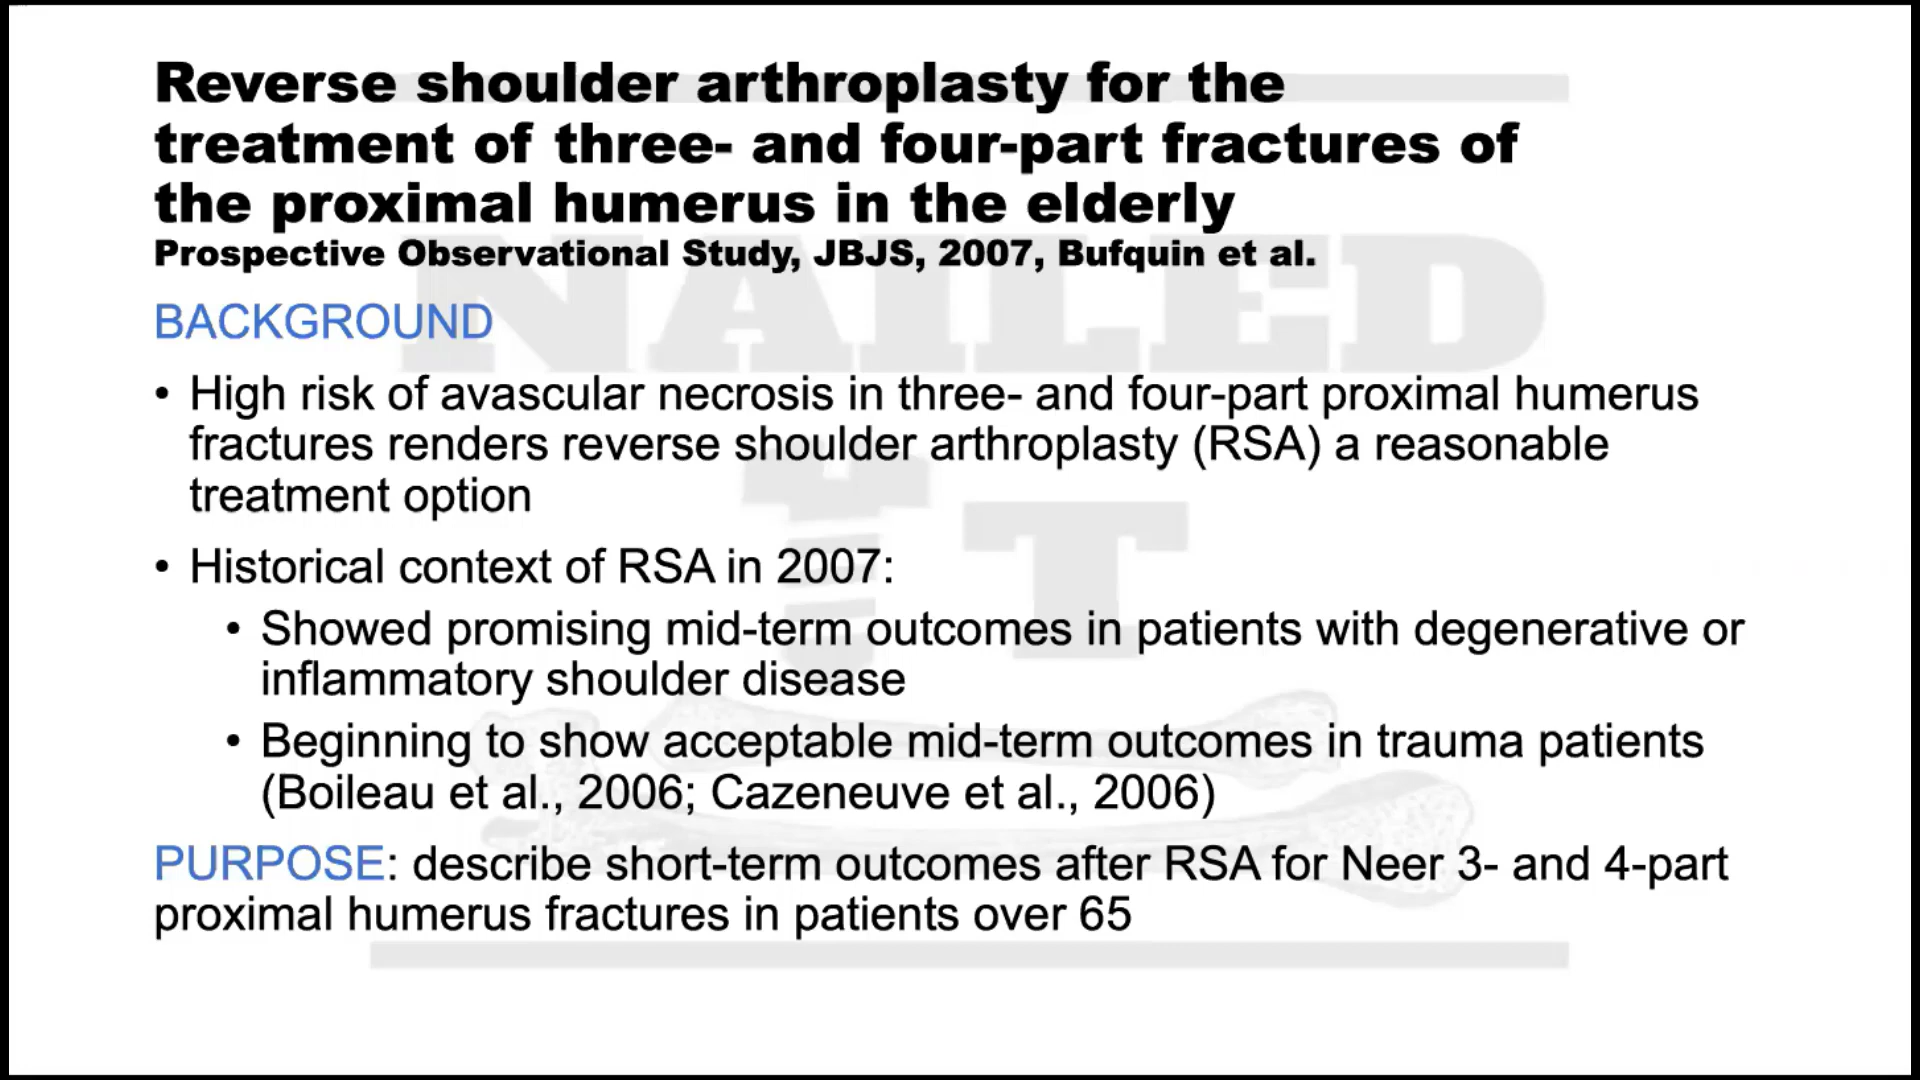 Reverse shoulder arthroplasty for the
treatment of three- and four-part fractures of
the proximal humerus in the elderly
Prospective Observational Study, JBJS, 2007, Bufquin et al.
BACKGROUND
• High risk of avascular necrosis in three- and four-part proximal humerus
fractures renders reverse shoulder arthroplasty (RSA) a reasonable
treatment option
• Historical context of RSA in 2007:
• Showed promising mid-term outcomes in patients with degenerative or
inflammatory shoulder disease
• Beginning to show acceptable mid-term outcomes in trauma patients
(Boileau et al., 2006; Cazeneuve et al., 2006)
PURPOSE: describe short-term outcomes after RSA for Neer 3- and 4-part
proximal humerus fractures in patients over 65
NAILED
IT